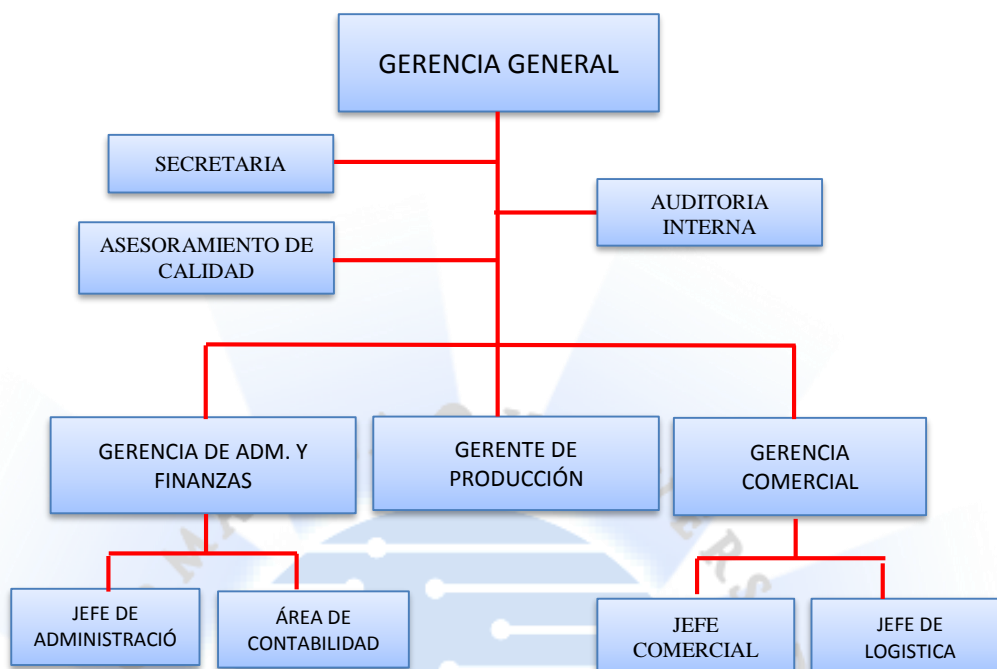 GERENCIA GENERAL
SECRETARIA
AUDITORIA
INTERNA
ASESORAMIENTO DE
CALIDAD
GERENCIA DE ADM. Y
FINANZAS
GERENTE DE
PRODUCCIÓN
GERENCIA
COMERCIAL
JEFE DE
ADMINISTRACIÓ
ÁREA DE
CONTABILIDAD
JEFE
COMERCIAL
JEFE DE
LOGISTICA